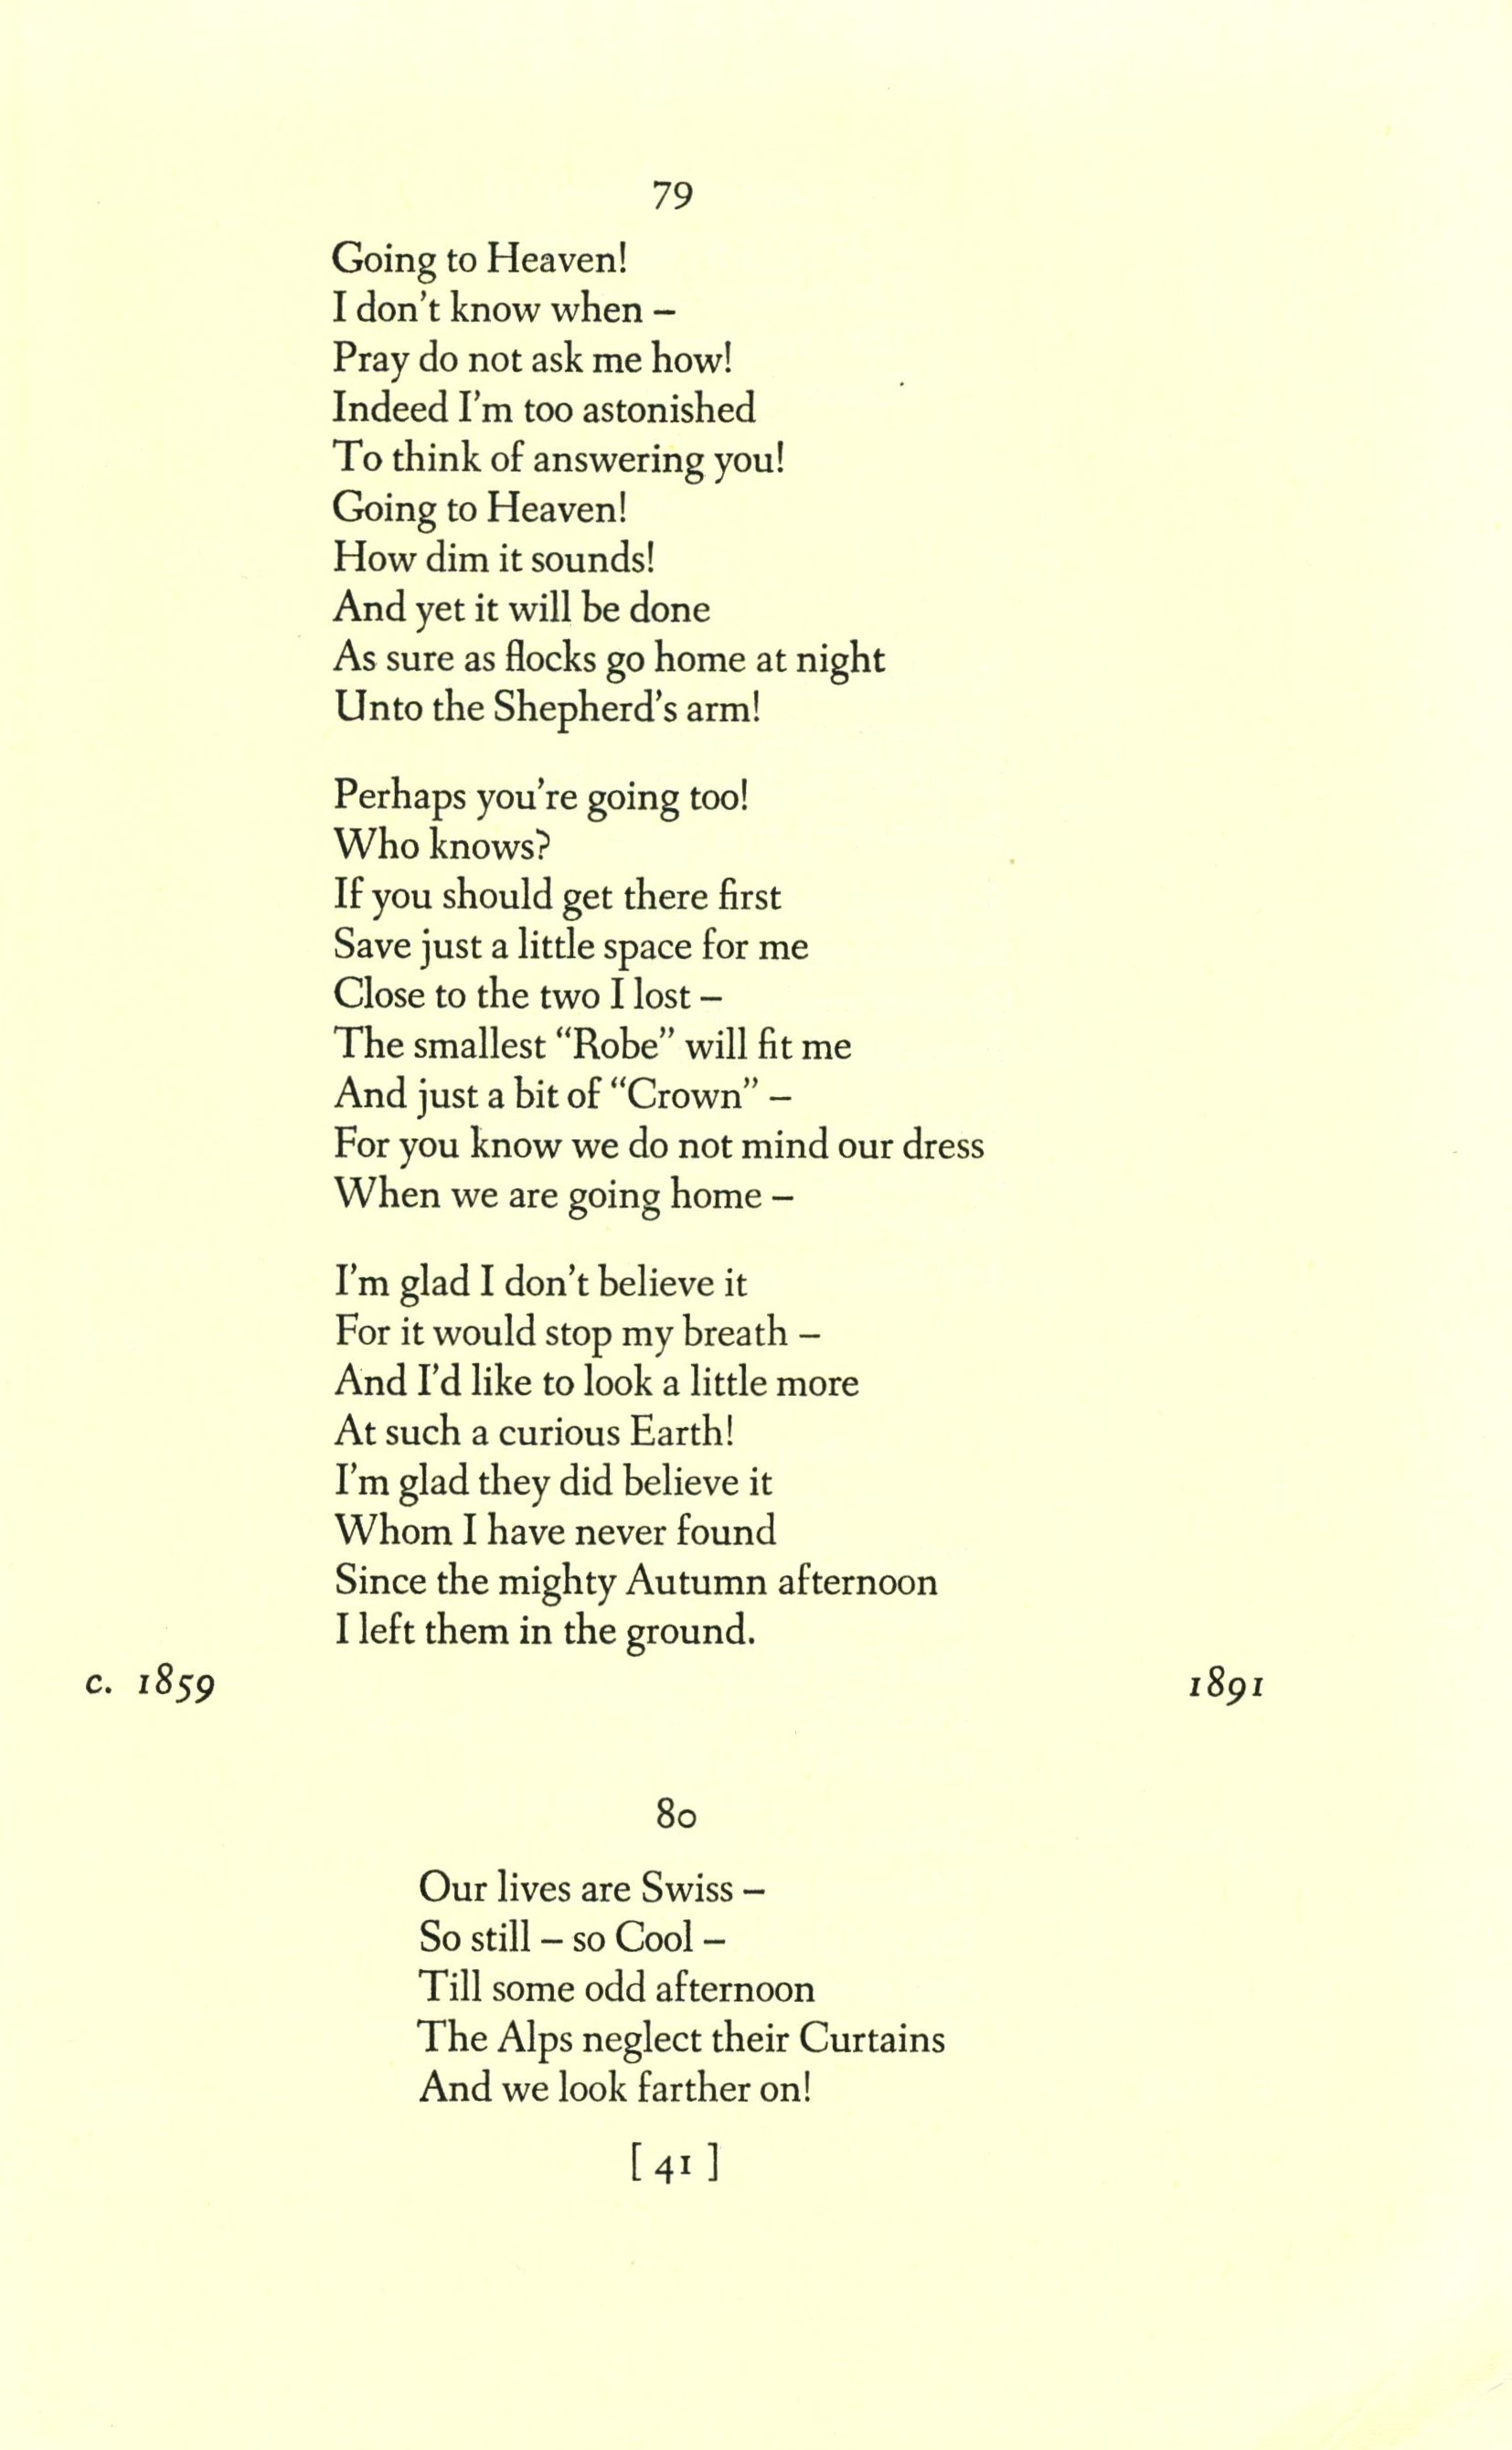 79
Going to Heaven!
I don't know when –
Pray do not ask me how!
Indeed I'm too astonished
To think of answering you!
Going to Heaven!
How dim it sounds!
And yet it will be done
As sure as flocks go home at night
Unto the Shepherd's arm!
Perhaps you're going too!
Who knows?
If you should get there first
Save just a little space for me
Close to the two I lost –
The smallest “Robe” will fit me
And just a bit of “Crown” –
For you know we do not mind our dress
When we are going home –
I'm glad I don't believe it
For it would stop my breath –
And I'd like to look a little more
At such a curious Earth!
I'm glad they did believe it
Whom I have never found
Since the mighty Autumn afternoon
I left them in the ground.
c. 1859 1891
80
Our lives are Swiss –
So still – so Cool –
Till some odd afternoon
The Alps neglect their Curtains
And we look farther on!
[ 41 ]